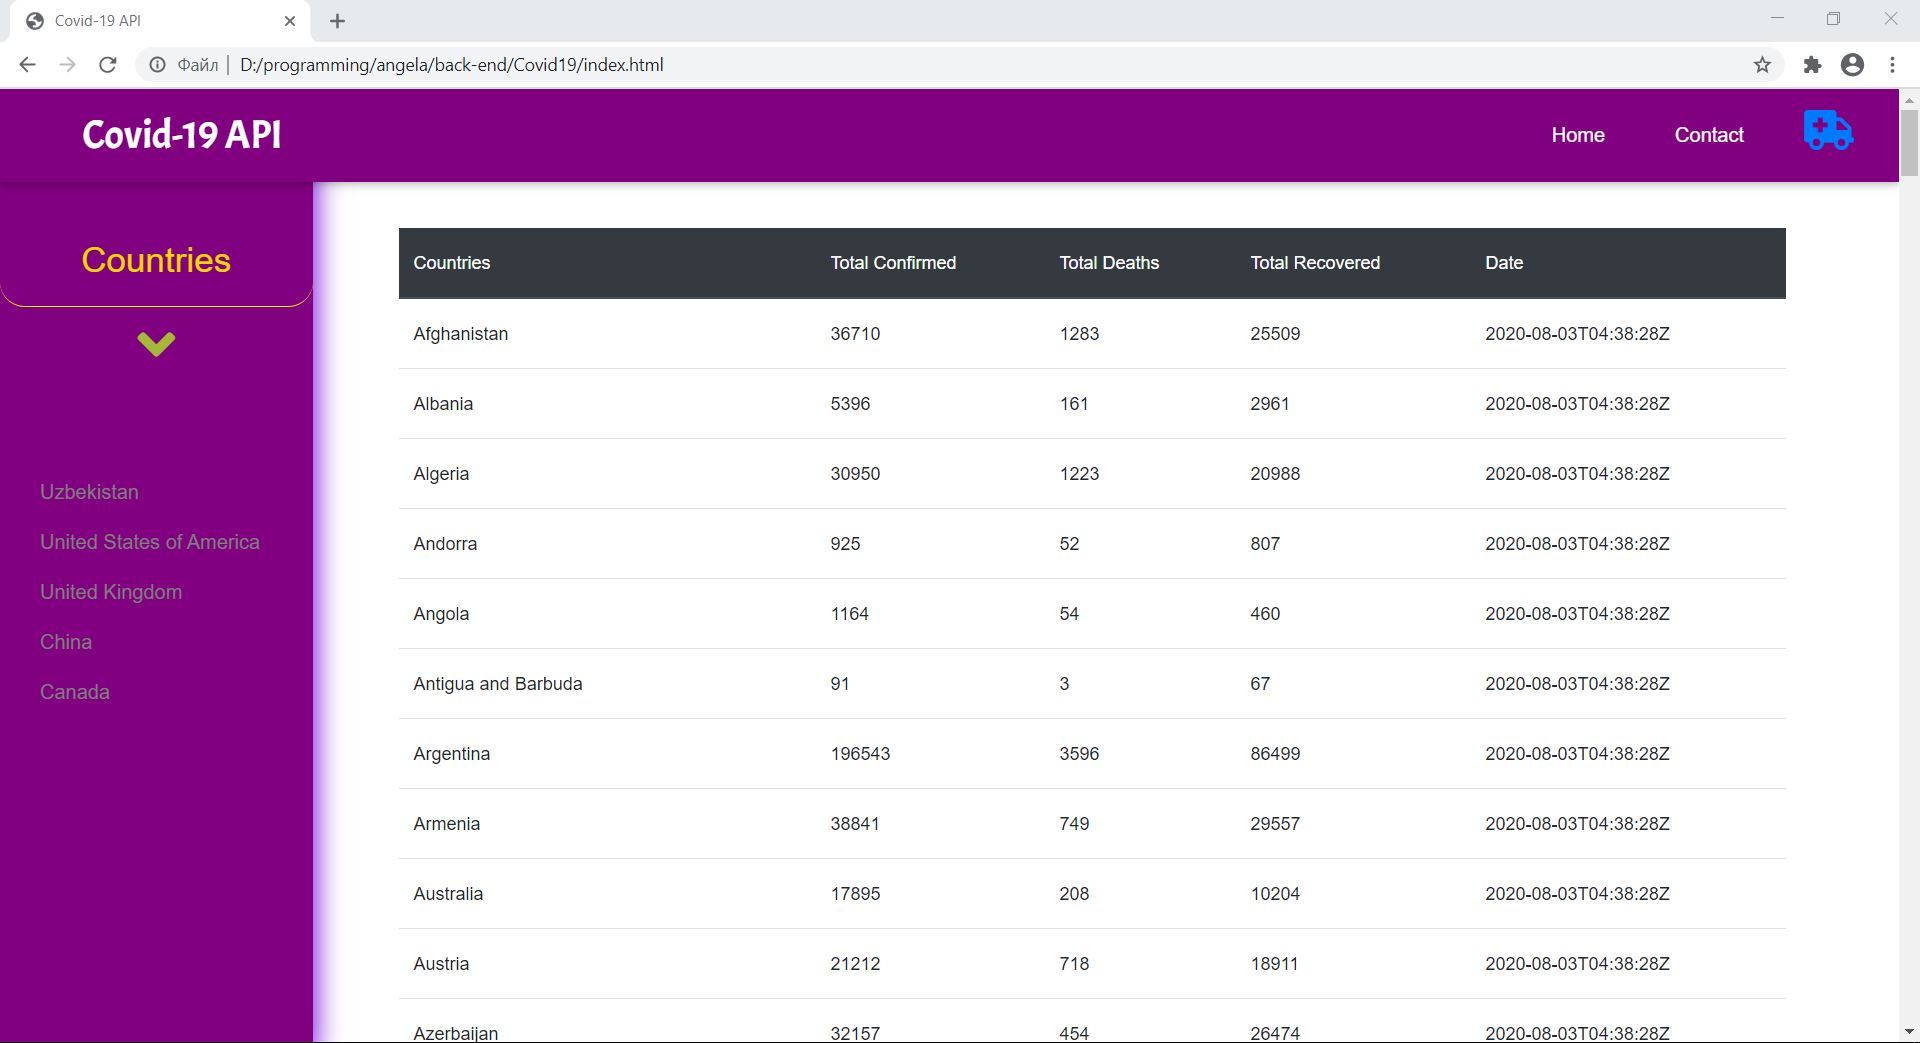 Covid-19 API
Файл | D:/programming/angela/back-end/Covid19/index.html
Covid-19 API Home Contact
Countries
Uzbekistan
United States of America
United Kingdom
China
Canada
Countries Total Confirmed Total Deaths Total Recovered Date
Afghanistan 36710 1283 25509 2020-08-03T04:38:28Z
Albania 5396 161 2961 2020-08-03T04:38:28Z
Algeria 30950 1223 20988 2020-08-03T04:38:28Z
Andorra 925 52 807 2020-08-03T04:38:28Z
Angola 1164 54 460 2020-08-03T04:38:28Z
Antigua and Barbuda 91 3 67 2020-08-03T04:38:28Z
Argentina 196543 3596 86499 2020-08-03T04:38:28Z
Armenia 38841 749 29557 2020-08-03T04:38:28Z
Australia 17895 208 10204 2020-08-03T04:38:28Z
Austria 21212 718 18911 2020-08-03T04:38:28Z
Azerbaijan 32157 454 26474 2020-08-03T04:38:28Z